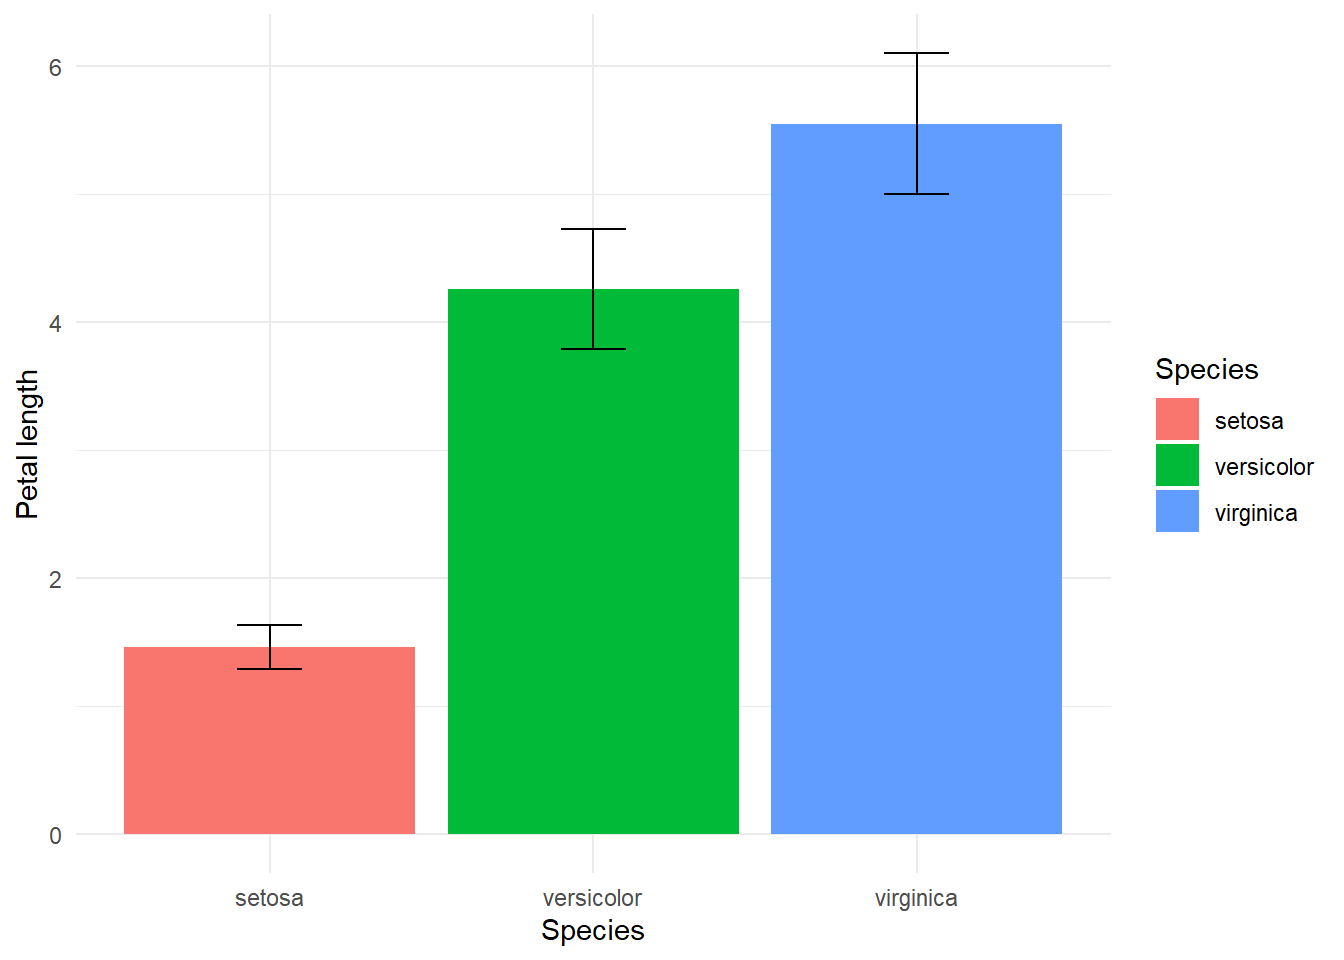 6
4
2
0
Petal length
setosa
versicolor
virginica
Species
Species
setosa
versicolor
virginica